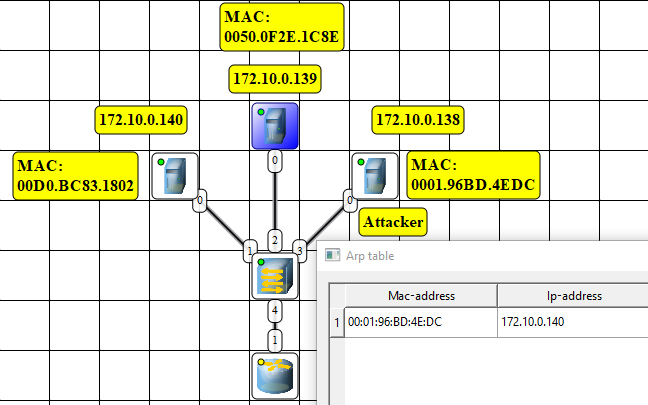 MAC:
0050.0F2E.1C8E
172.10.0.139
172.10.0.140
172.10.0.138
MAC:
00D0.BC83.1802
0
MAC:
0001.96BD.4EDC
0
0
Attacker
1
2
3
Arp table
4
Mac-address
Ip-address
1
00:01:96:BD:4E:DC
172.10.0.140
1